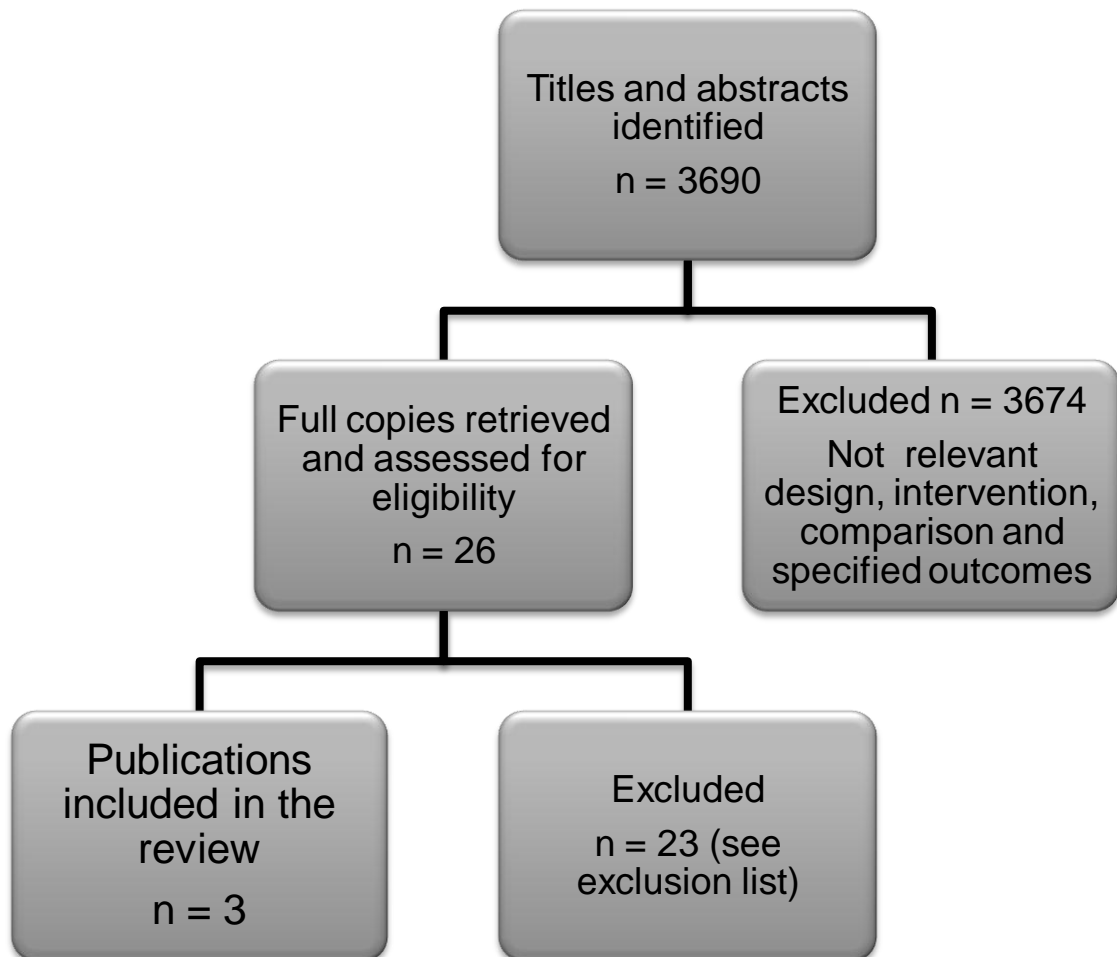 Titles and abstracts
identified
n = 3690
Full copies retrieved
and assessed for
eligibility
n = 26
Excluded n = 3674
Not relevant
design, intervention,
comparison and
specified outcomes
Publications
included in the
review
n = 3
Excluded
n = 23 (see
exclusion list)